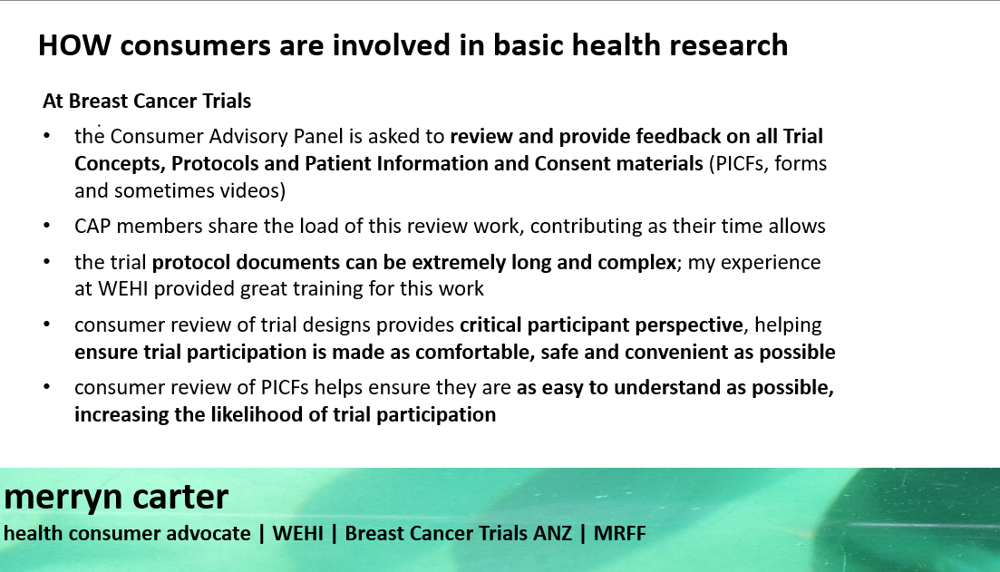 HOW consumers are involved in basic health research
At Breast Cancer Trials
• the Consumer Advisory Panel is asked to review and provide feedback on all Trial
Concepts, Protocols and Patient Information and Consent materials (PICFs, forms
and sometimes videos)
• CAP members share the load of this review work, contributing as their time allows
• the trial protocol documents can be extremely long and complex; my experience
at WEHI provided great training for this work
• consumer review of trial designs provides critical participant perspective, helping
ensure trial participation is made as comfortable, safe and convenient as possible
• consumer review of PICFs helps ensure they are as easy to understand as possible,
increasing the likelihood of trial participation
merryn carter
health consumer advocate | WEHI | Breast Cancer Trials ANZ | MRFF